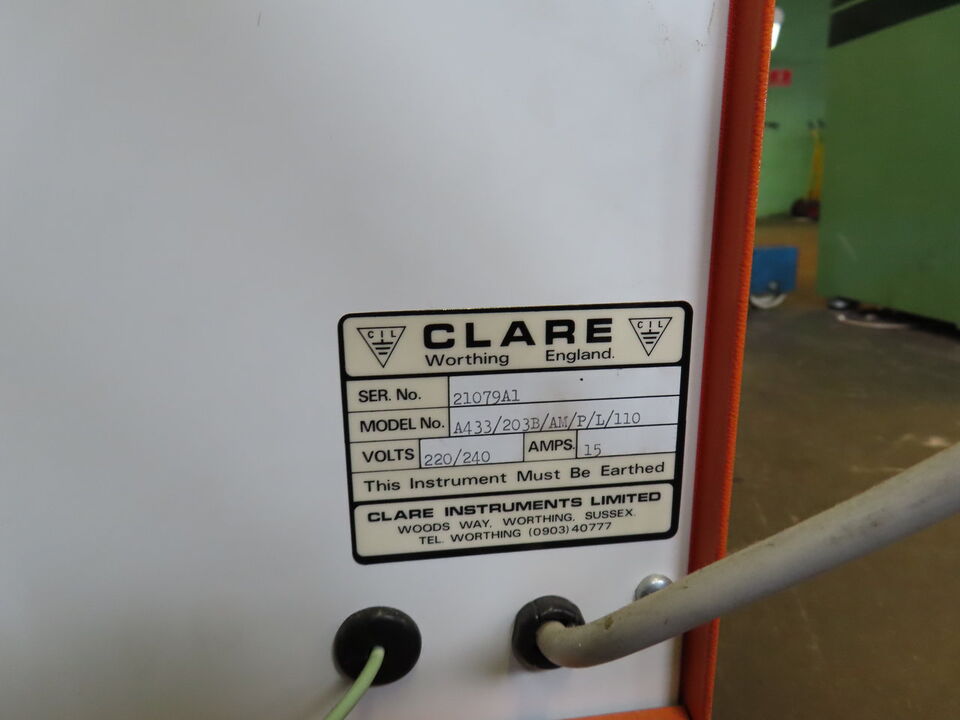 CIL CLARE CIL
Worthing England.
SER. No. 21079A1
MODEL No. A433/203B/AM/P/L/110
VOLTS 220/240 AMPS. 15
This Instrument Must Be Earthed
CLARE INSTRUMENTS LIMITED
WOODS WAY, WORTHING, SUSSEX.
TEL. WORTHING (0903) 40777